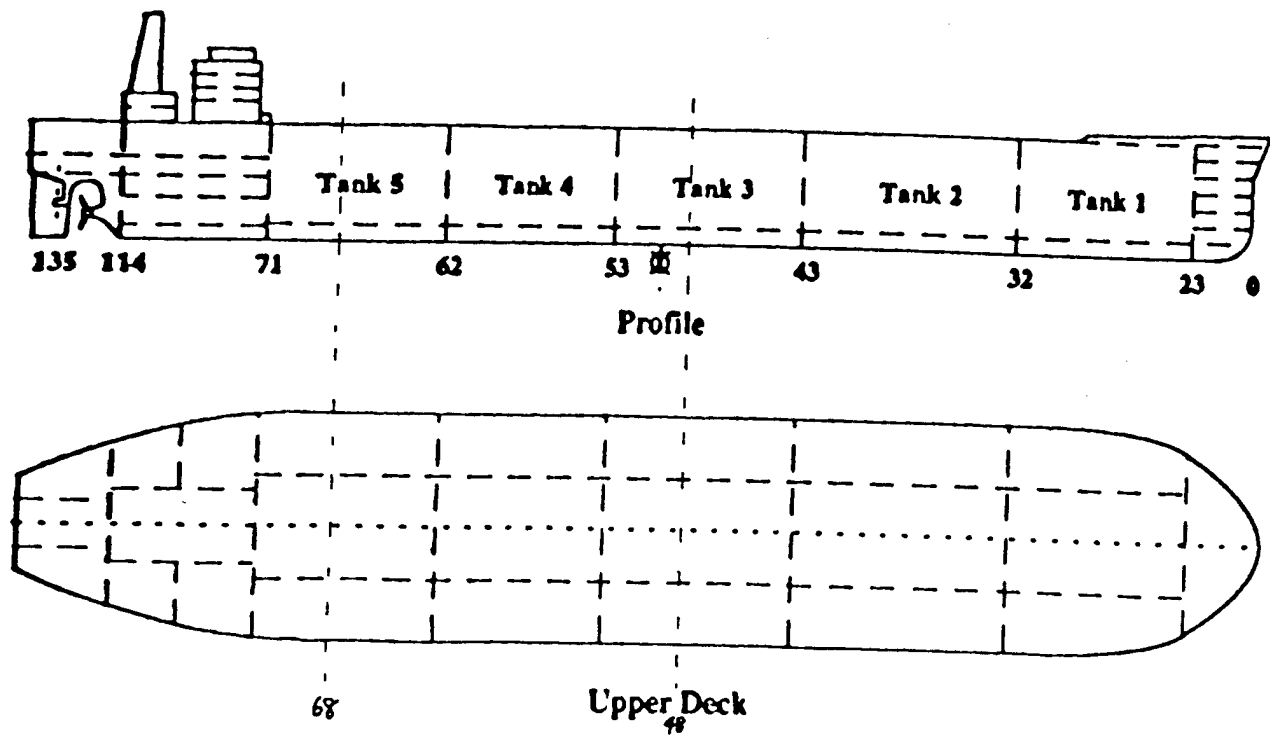 Tank 5 Tank 4 Tank 3 Tank 2 Tank 1
135 114 71 62 53 43 32 23 0
Profile
Upper Deck
68 48